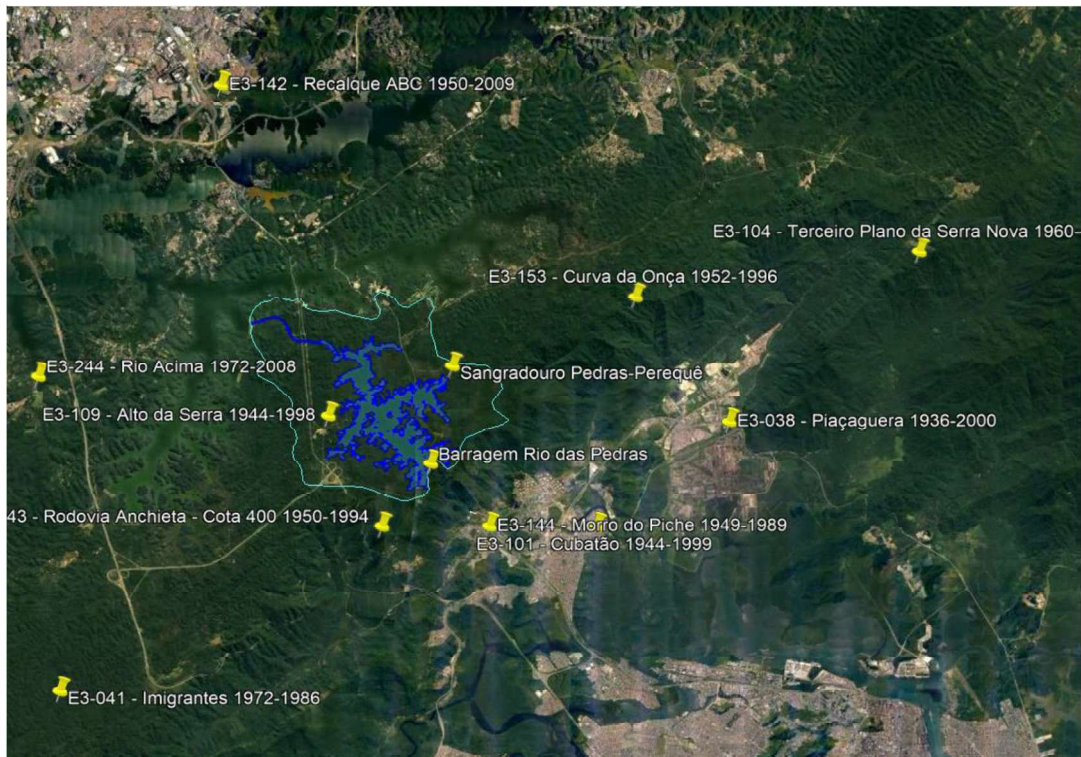 E3-142 - Recalque ABC 1950-2009
E3-104 - Terceiro Plano da Serra Nova 1960-
E3-153 - Curva da Onça 1952-1996
E3-244 - Rio Acima 1972-2008
Sangradouro Pedras-Perequê
E3-109 - Alto da Serra 1944-1998
E3-038 - Piaçaguera 1936-2000
Barragem Rio das Pedras
43 - Rodovia Anchieta - Cota 400 1950-1994
E3-144 - Morro do Piche 1949-1989
E3-101 - Cubatão 1944-1999
E3-041 - Imigrantes 1972-1986